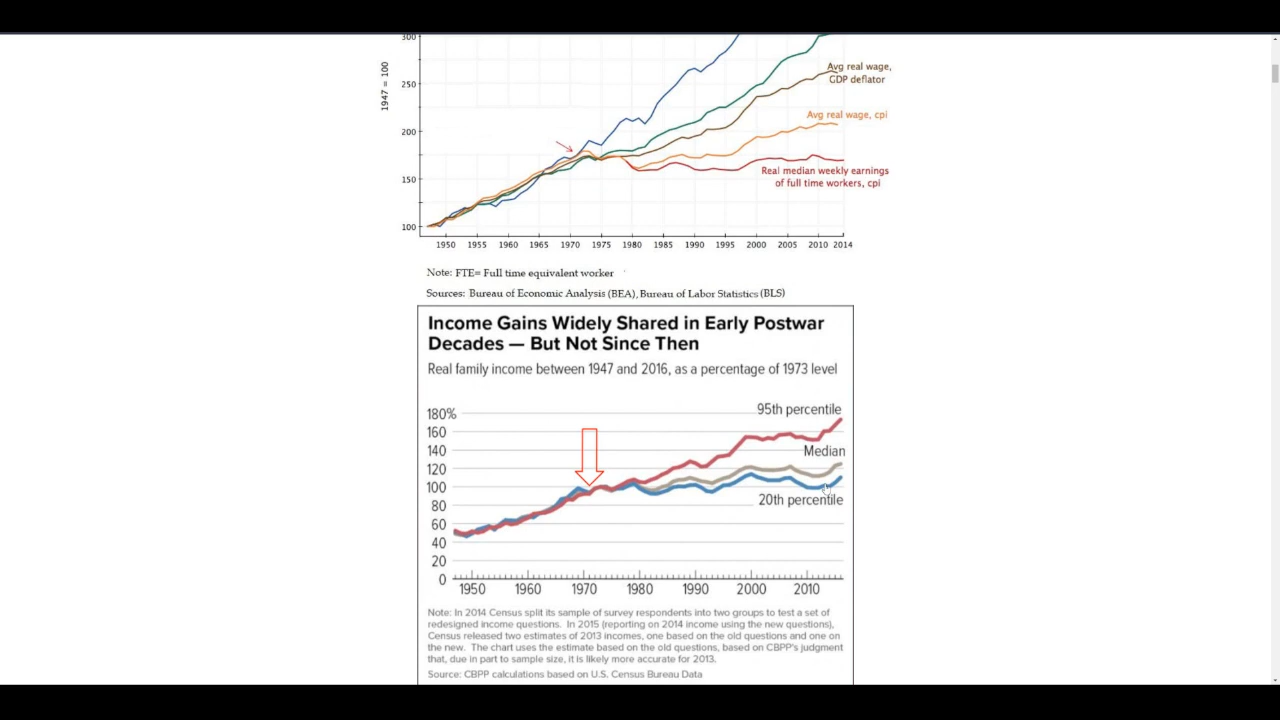 300
250
200
150
100
1947 = 100
Avg real wage,
GDP deflator
Avg real wage, cpi
Real median weekly earnings
of full time workers, cpi
1950 1955 1960 1965 1970 1975 1980 1985 1990 1995 2000 2005 2010 2014
Note: FTE= Full time equivalent worker
Sources: Bureau of Economic Analysis (BEA), Bureau of Labor Statistics (BLS)
Income Gains Widely Shared in Early Postwar
Decades — But Not Since Then
Real family income between 1947 and 2016, as a percentage of 1973 level
180%
160
140
120
100
80
60
40
20
0
95th percentile
Median
20th percentile
1950 1960 1970 1980 1990 2000 2010
Note: In 2014 Census split its sample of survey respondents into two groups to test a set of
redesigned income questions. In 2015 (reporting on 2014 income using the new questions),
Census released two estimates of 2013 incomes, one based on the old questions and one on
the new. The chart uses the estimate based on the old questions, based on CBPP's judgment
that, due in part to sample size, it is likely more accurate for 2013.
Source: CBPP calculations based on U.S. Census Bureau Data